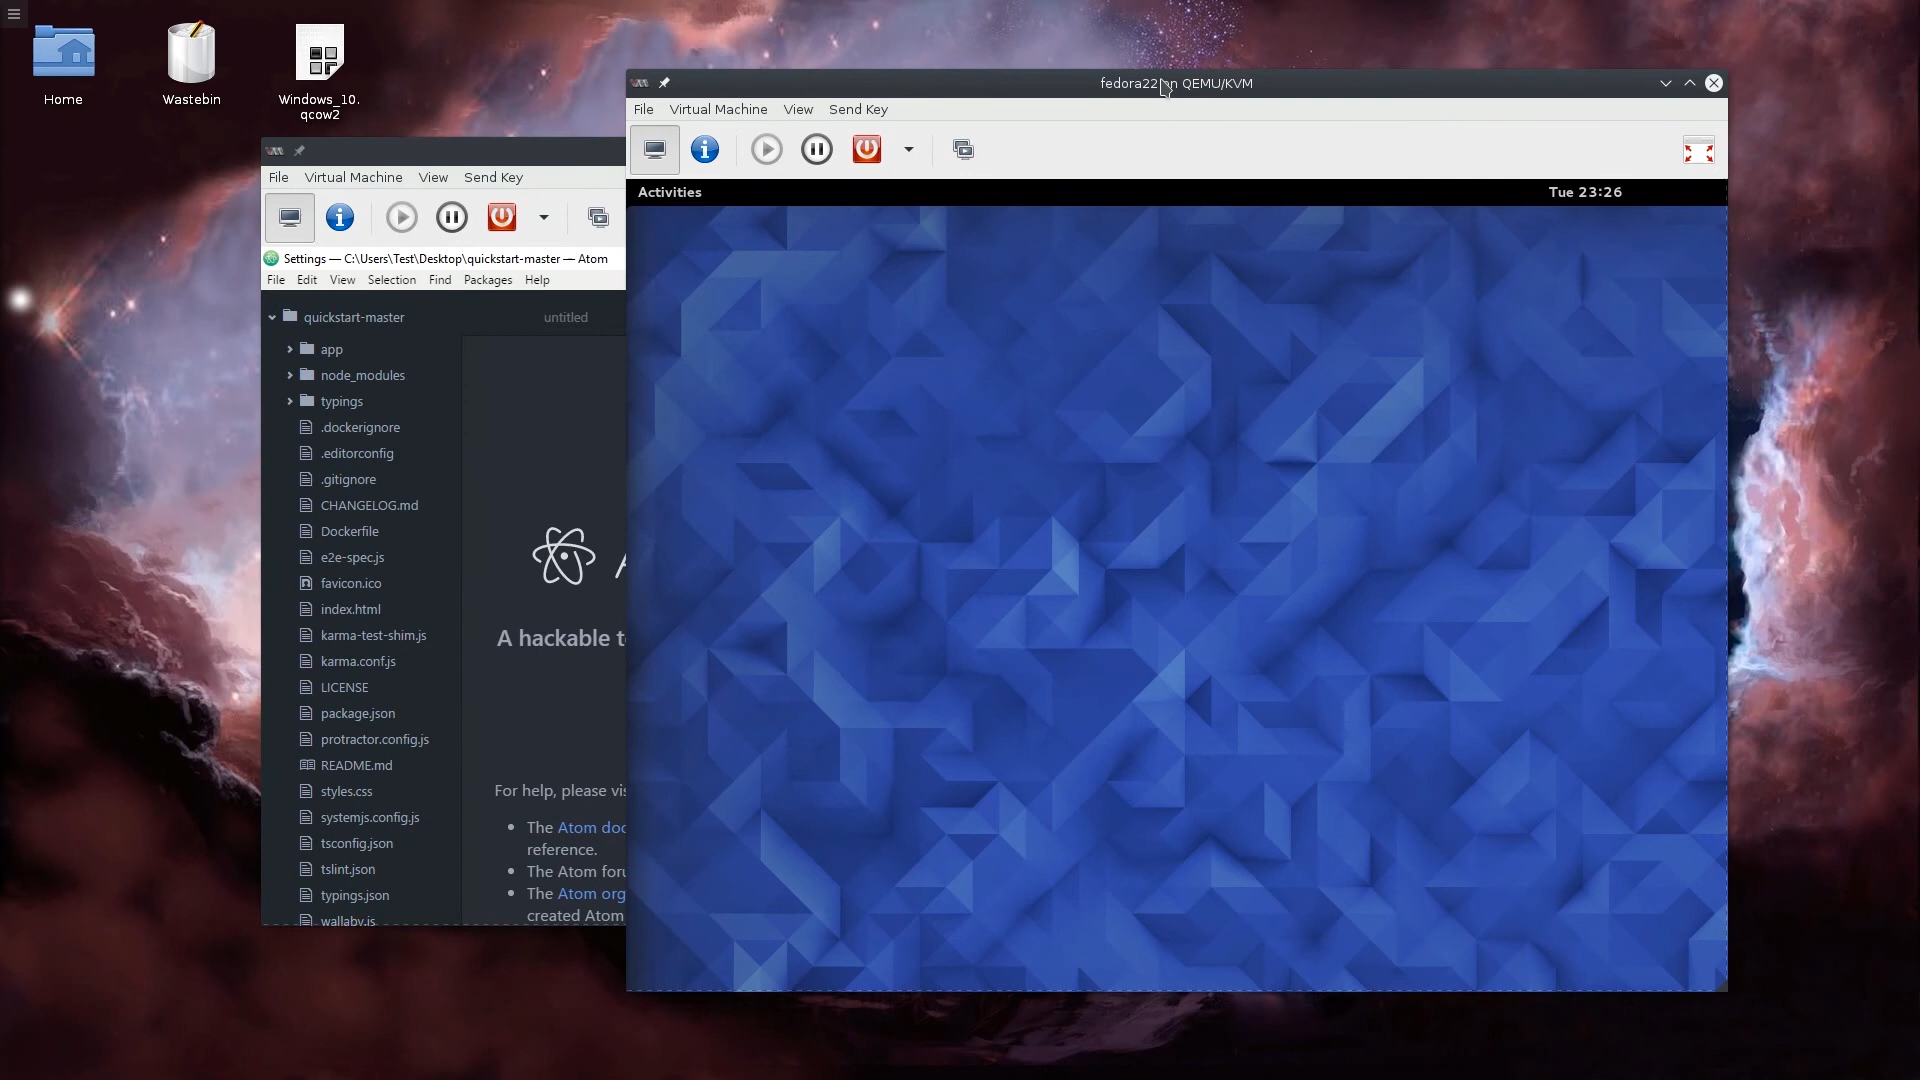 Home
Wastebin
Windows_10.
qcow2
File Virtual Machine View Send Key
Settings — C:\Users\Test\Desktop\quickstart-master — Atom
File Edit View Selection Find Packages Help
quickstart-master
untitled
app
node_modules
typings
.dockerignore
.editorconfig
.gitignore
CHANGELOG.md
Dockerfile
e2e-spec.js
favicon.ico
index.html
karma-test-shim.js
karma.conf.js
LICENSE
package.json
protractor.config.js
README.md
styles.css
systemjs.config.js
tsconfig.json
tslint.json
typings.json
wallaby.js
A hackable
For help, please
The Atom
reference.
The Atom
The Atom org
created Atom
fedora22 on QEMU/KVM
File Virtual Machine View Send Key
Activities
Tue 23:26